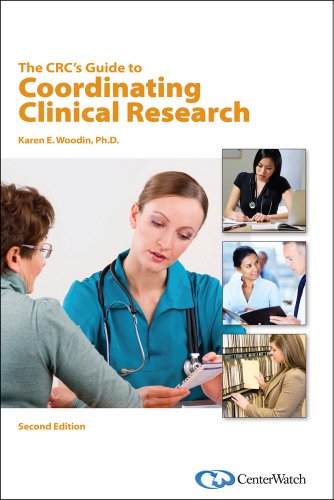 The CRC's Guide to
Coordinating
Clinical Research
Karen E. Woodin, Ph.D.
Second Edition
CenterWatch